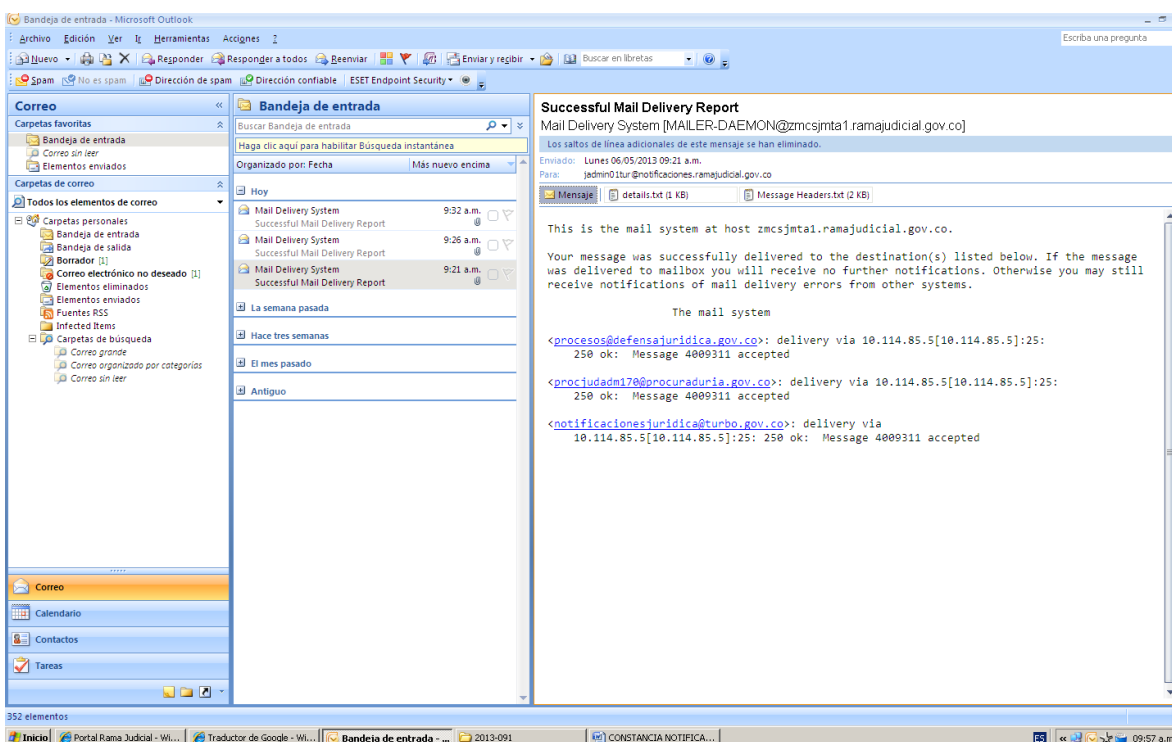 Bandeja de entrada - Microsoft Outlook
Archivo Edición Ver Ir Herramientas Acciones ?
Escriba una pregunta
Nuevo Responder Responder a todos Reenviar Enviar y recibir Buscar en libretas
Spam No es spam Dirección de spam Dirección confiable ESET Endpoint Security
Correo
Carpetas favoritas
Bandeja de entrada
Correo sin leer
Elementos enviados
Carpetas de correo
Todos los elementos de correo
Carpetas personales
Bandeja de entrada
Bandeja de salida
Borrador [1]
Correo electrónico no deseado [1]
Elementos eliminados
Elementos enviados
Fuentes RSS
Infected Items
Carpetas de búsqueda
Correo grande
Correo organizado por categorías
Correo sin leer
Correo
Calendario
Contactos
Tareas
Bandeja de entrada
Buscar Bandeja de entrada
Haga clic aquí para habilitar Búsqueda instantánea
Organizado por: Fecha Más nuevo encima
Hoy
Mail Delivery System 9:32 a.m.
Successful Mail Delivery Report
Mail Delivery System 9:26 a.m.
Successful Mail Delivery Report
Mail Delivery System 9:21 a.m.
Successful Mail Delivery Report
La semana pasada
Hace tres semanas
El mes pasado
Antiguo
Successful Mail Delivery Report
Mail Delivery System [MAILER-DAEMON@zmcsjmta1.ramajudicial.gov.co]
Los saltos de línea adicionales de este mensaje se han eliminado.
Enviado: Lunes 06/05/2013 09:21 a.m.
Para: jadmin01tur@notificaciones.ramajudicial.gov.co
Mensaje details.txt (1 KB) Message Headers.txt (2 KB)
This is the mail system at host zmcsjmta1.ramajudicial.gov.co.
Your message was successfully delivered to the destination(s) listed below. If the message
was delivered to mailbox you will receive no further notifications. Otherwise you may still
receive notifications of mail delivery errors from other systems.
The mail system
<procesos@defensajuridica.gov.co>: delivery via 10.114.85.5[10.114.85.5]:25:
250 ok: Message 4009311 accepted
<procjudadm170@procuraduria.gov.co>: delivery via 10.114.85.5[10.114.85.5]:25:
250 ok: Message 4009311 accepted
<notificacionesjuridica@turbo.gov.co>: delivery via
10.114.85.5[10.114.85.5]:25: 250 ok: Message 4009311 accepted
352 elementos
Inicio Portal Rama Judicial - Wi... Traductor de Google - Wi... Bandeja de entrada - ... 2013-091 CONSTANCIA NOTIFICA... ES 09:57 a.m